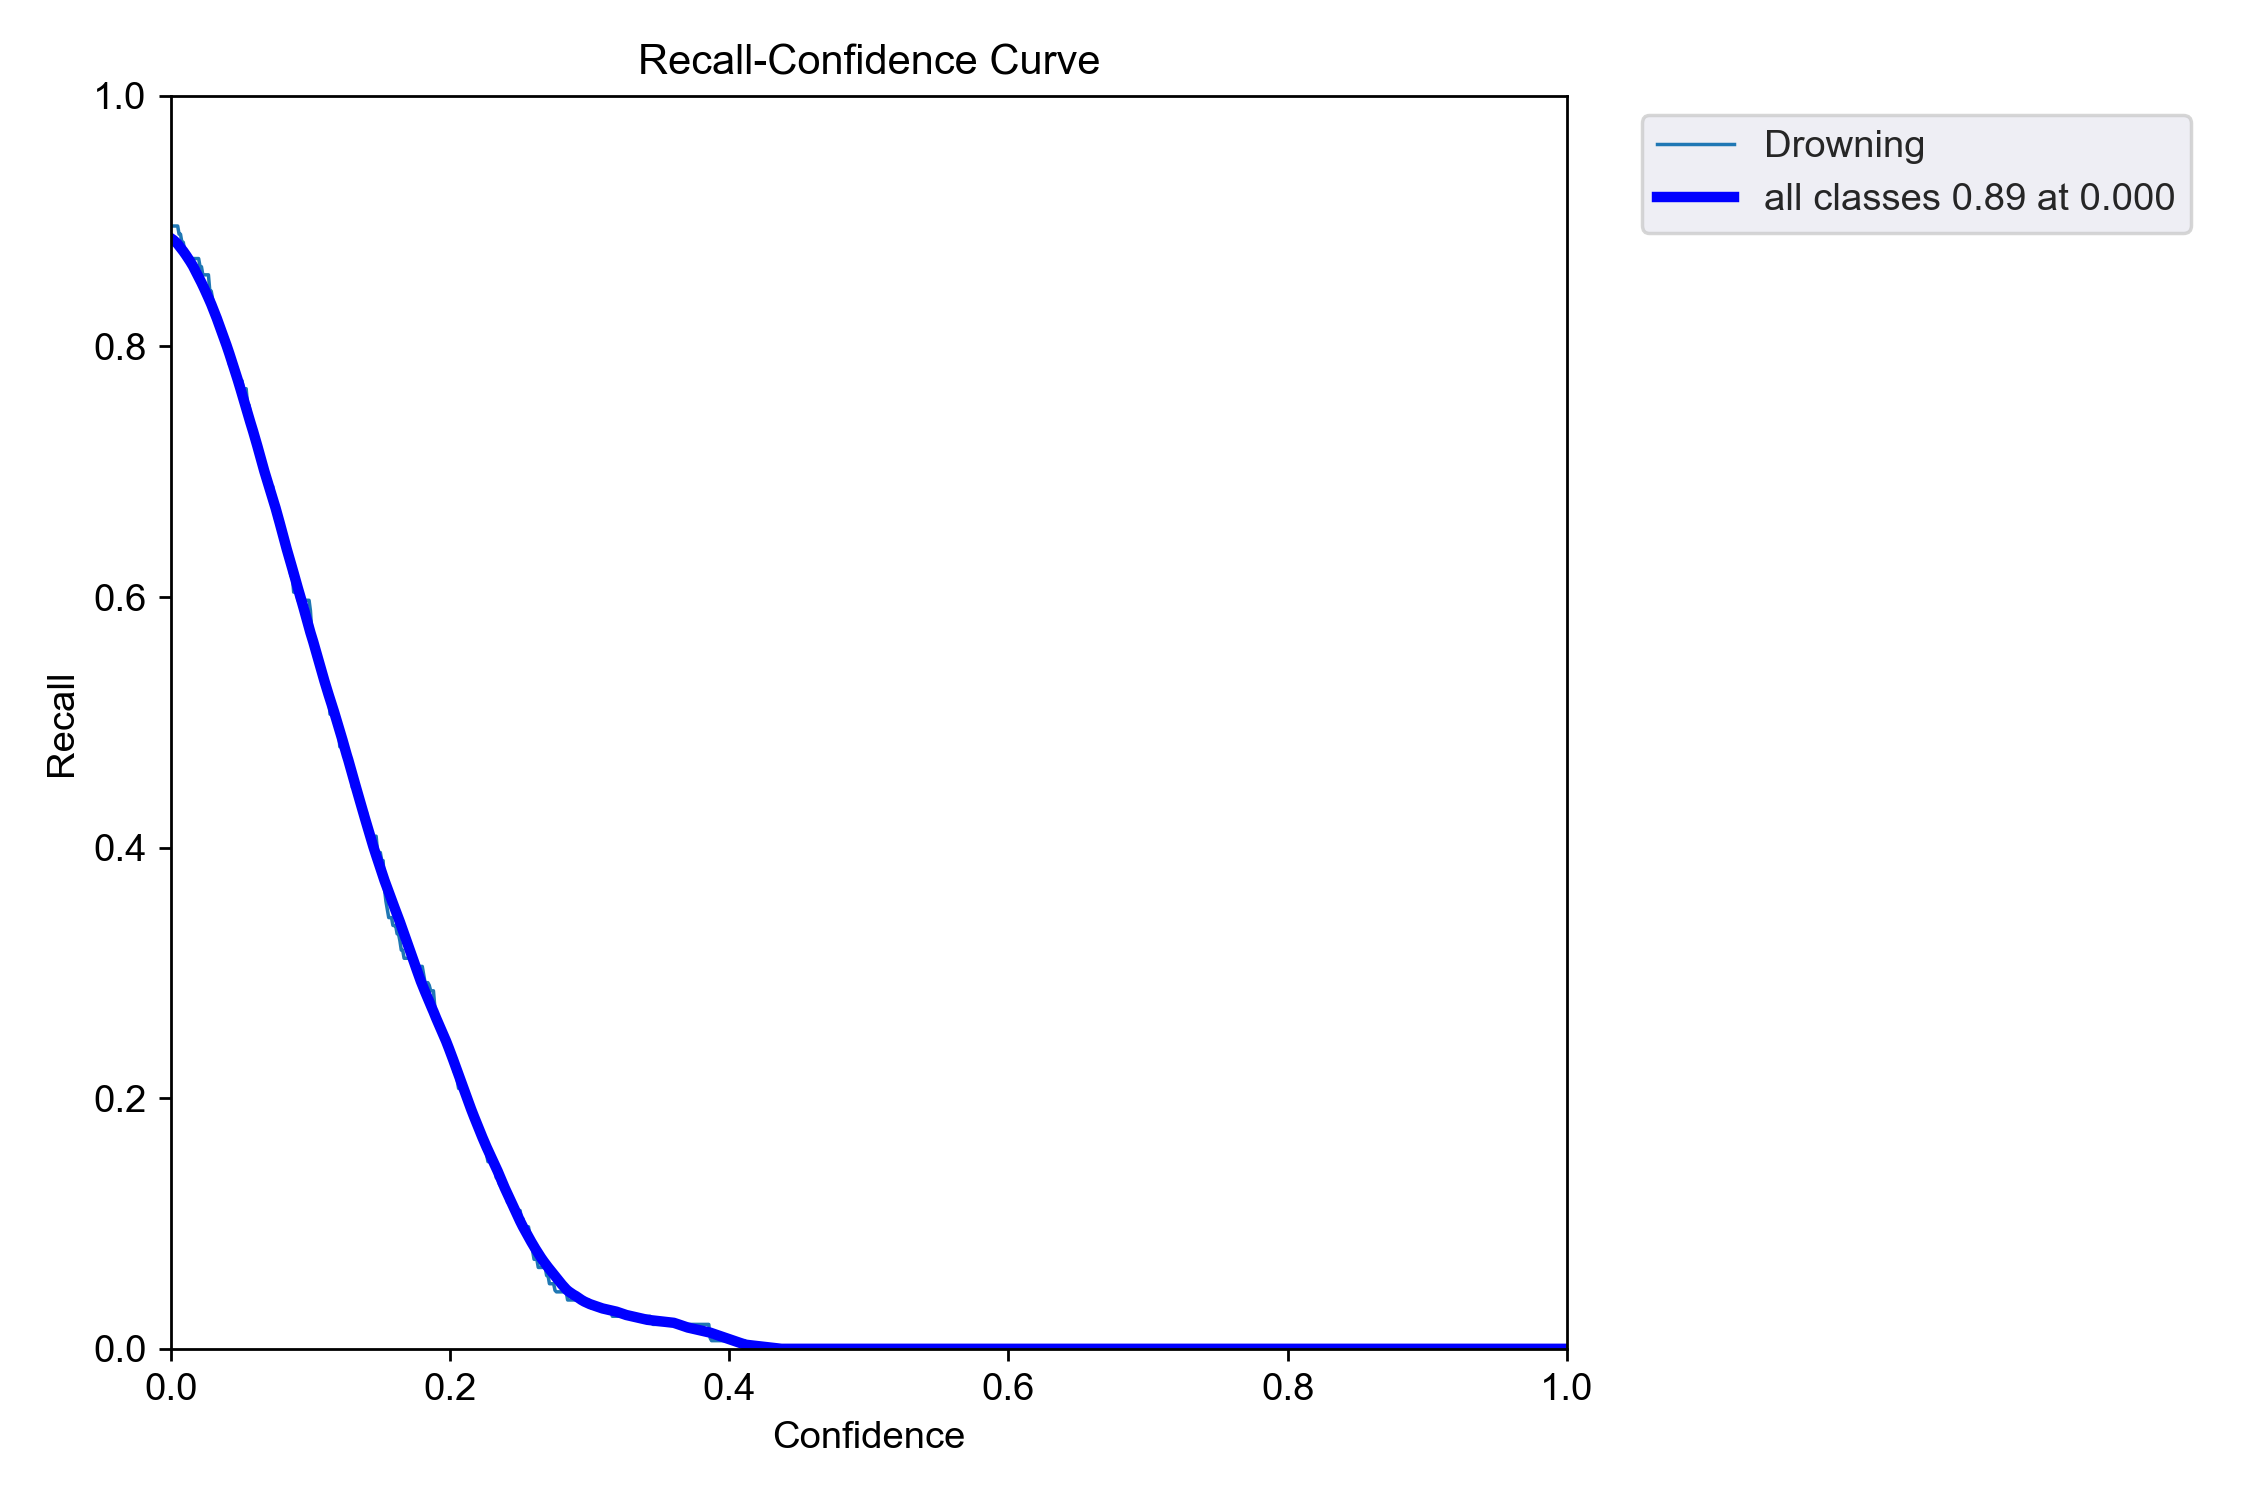 Recall-Confidence Curve
1.0
0.8
0.6
0.4
0.2
0.0
Recall
0.0 0.2 0.4 0.6 0.8 1.0
Confidence
Drowning
all classes 0.89 at 0.000